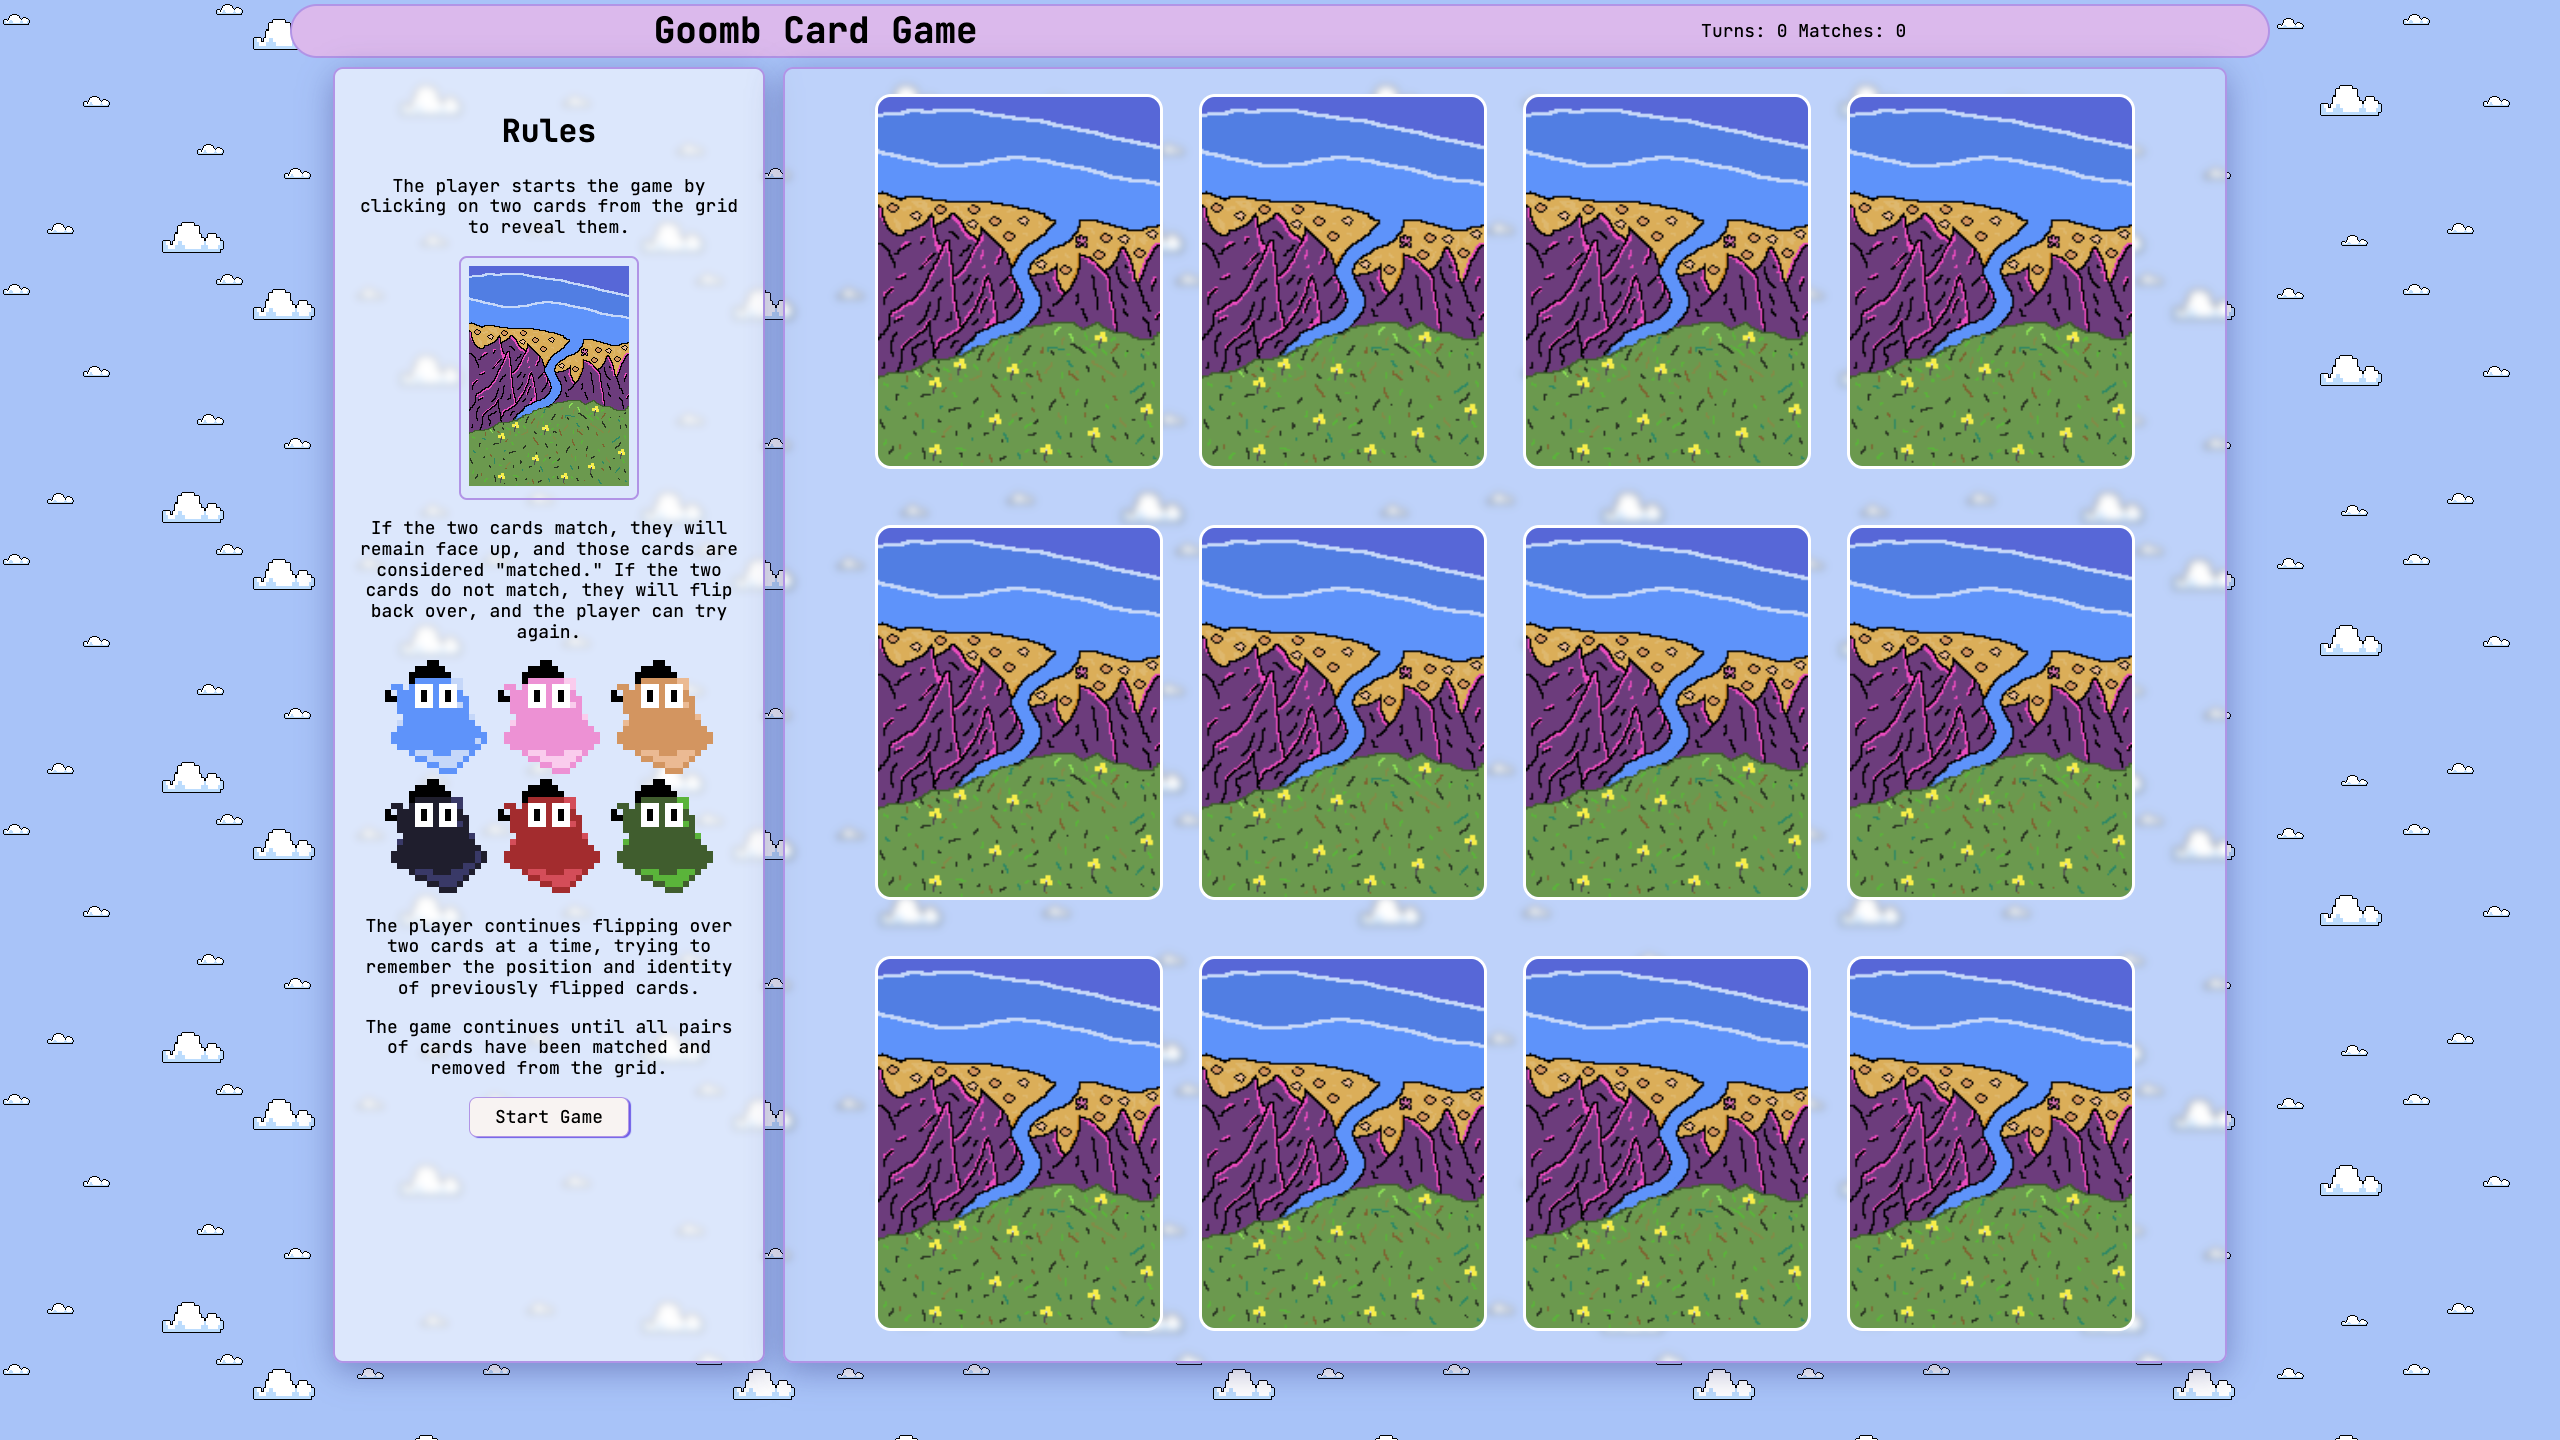 Goomb Card Game
Turns: 0 Matches: 0
Rules
The player starts the game by
clicking on two cards from the grid
to reveal them.
If the two cards match, they will
remain face up, and those cards are
considered "matched." If the two
cards do not match, they will flip
back over, and the player can try
again.
The player continues flipping over
two cards at a time, trying to
remember the position and identity
of previously flipped cards.
The game continues until all pairs
of cards have been matched and
removed from the grid.
Start Game